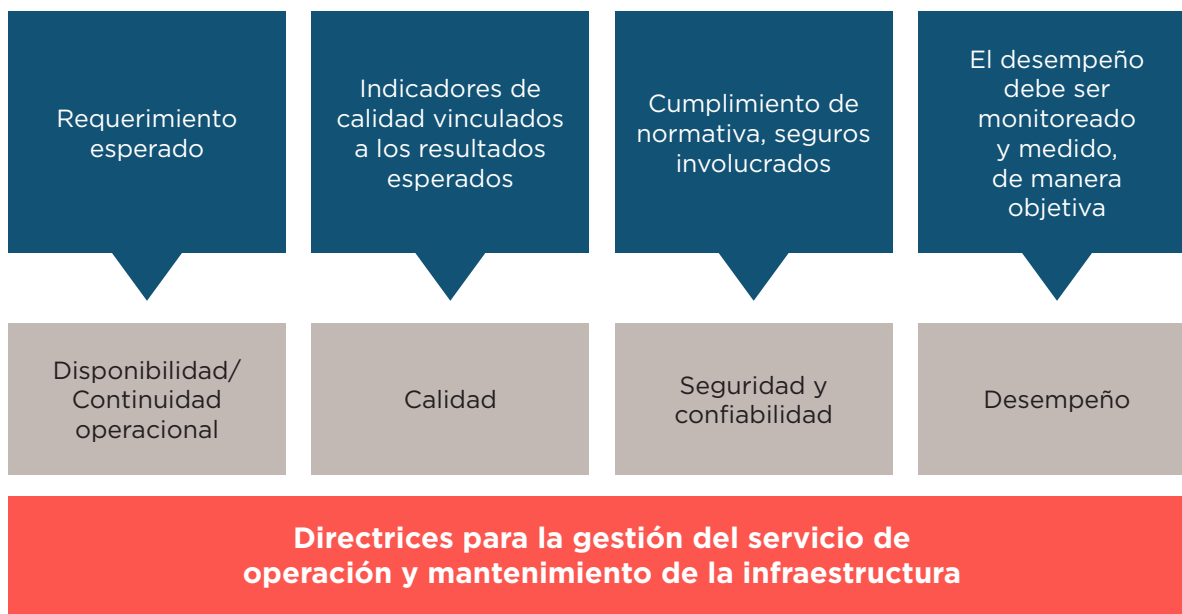 Requerimiento
esperado
Indicadores de
calidad vinculados
a los resultados
esperados
Cumplimiento de
normativa, seguros
involucrados
El desempeño
debe ser
monitoreado
y medido,
de manera
objetiva
Disponibilidad/
Continuidad
operacional
Calidad
Seguridad y
confiabilidad
Desempeño
Directrices para la gestión del servicio de
operación y mantenimiento de la infraestructura